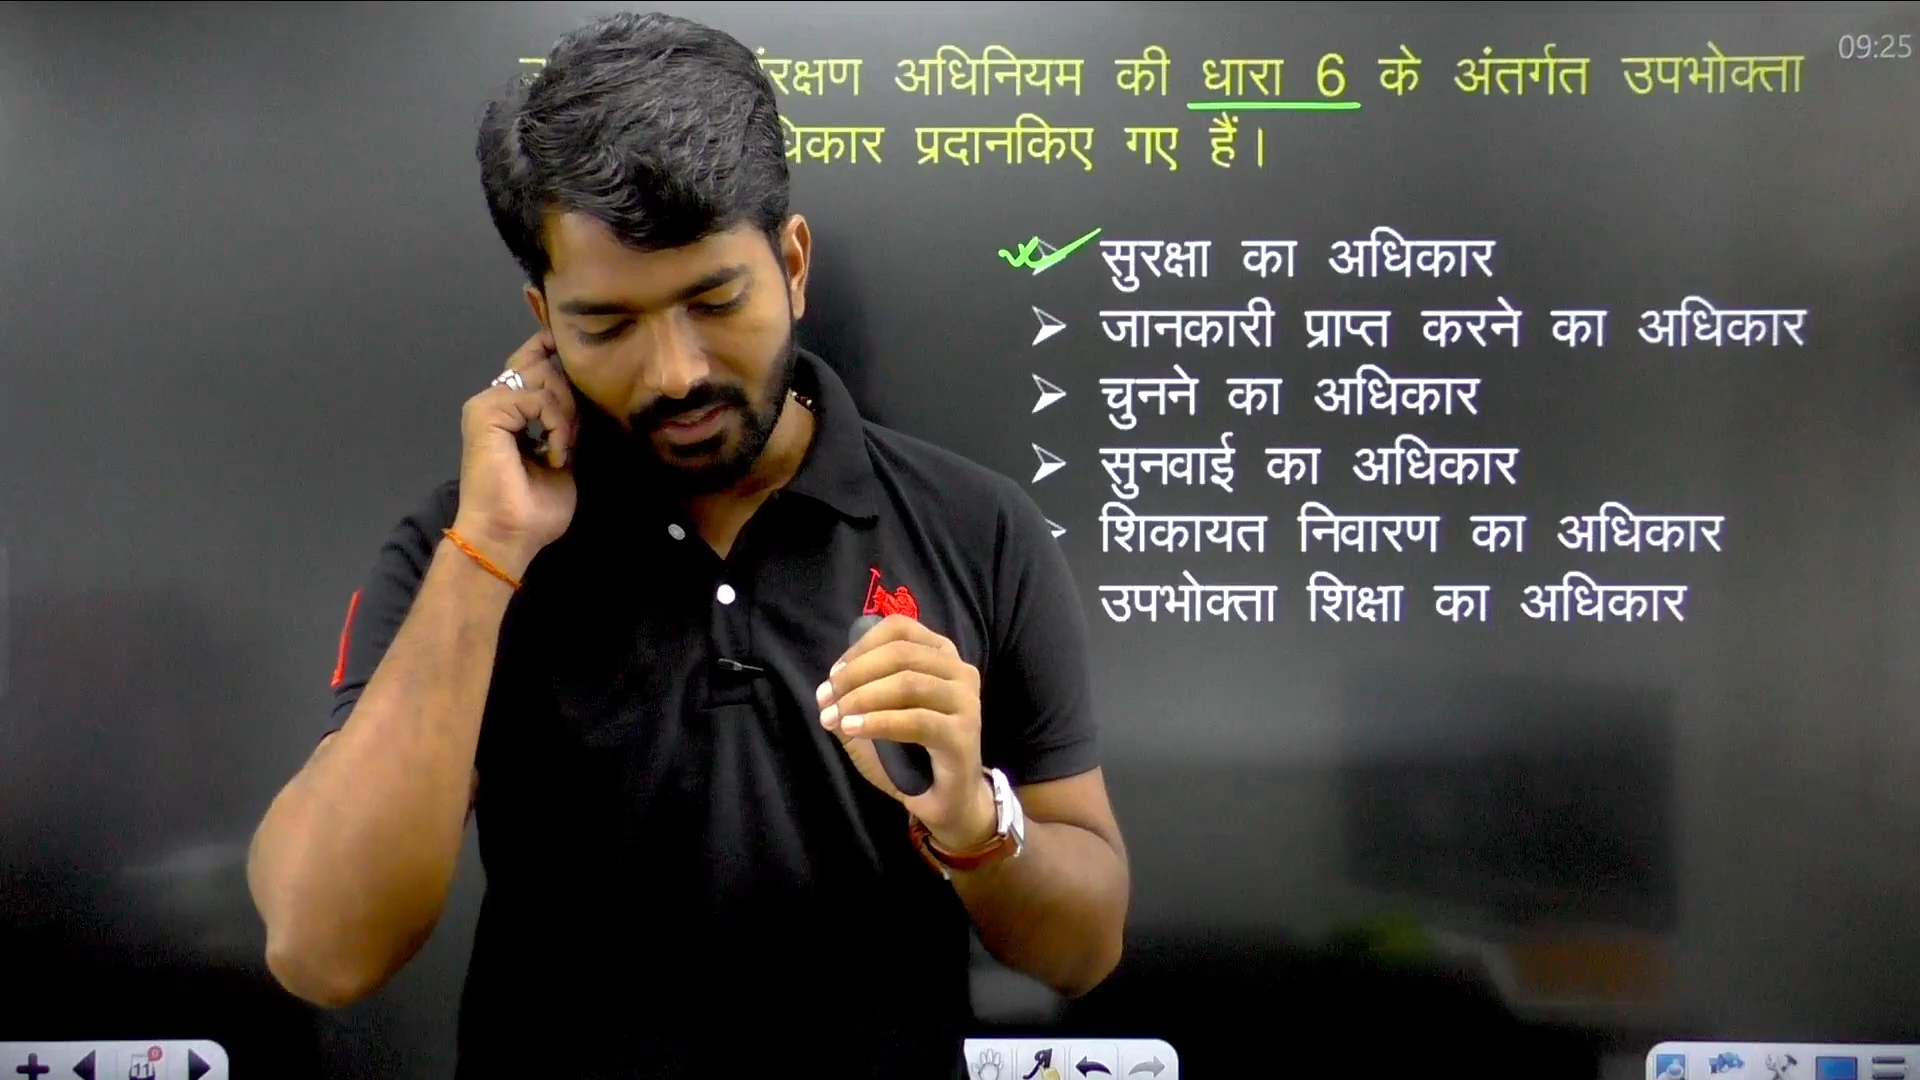 09:25
संरक्षण अधिनियम की धारा 6 के अंतर्गत उपभोक्ता
प्रदानकिए गए हैं।
सुरक्षा का अधिकार
जानकारी प्राप्त करने का अधिकार
चुनने का अधिकार
सुनवाई का अधिकार
शिकायत निवारण का अधिकार
उपभोक्ता शिक्षा का अधिकार
11